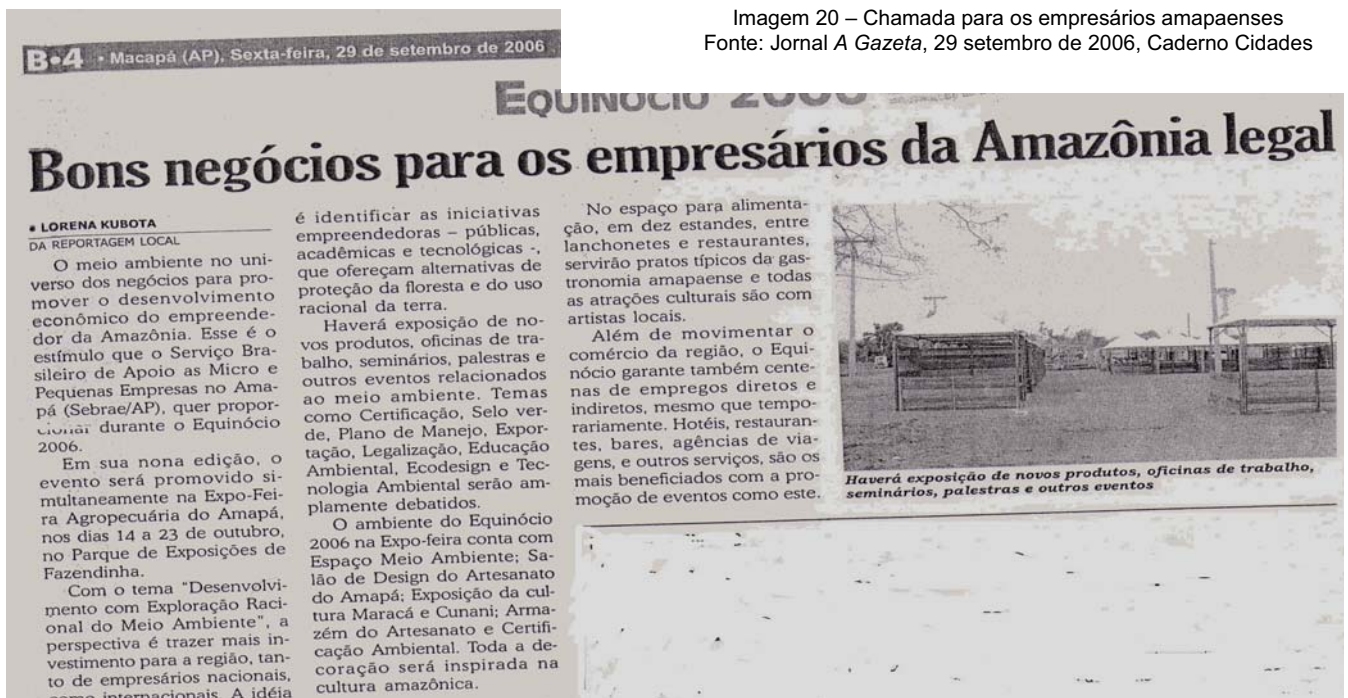 Imagem 20 – Chamada para os empresários amapaenses
Fonte: Jornal A Gazeta, 29 setembro de 2006, Caderno Cidades
B•4 • Macapá (AP), Sexta-feira, 29 de setembro de 2006
EQUINÓCIO 2006
Bons negócios para os empresários da Amazônia legal
• LORENA KUBOTA
DA REPORTAGEM LOCAL
O meio ambiente no uni-
verso dos negócios para pro-
mover o desenvolvimento
econômico do empreende-
dor da Amazônia. Esse é o
estímulo que o Serviço Bra-
sileiro de Apoio as Micro e
Pequenas Empresas no Ama-
pá (Sebrae/AP), quer propor-
cionar durante o Equinócio
2006.
Em sua nona edição, o
evento será promovido si-
multaneamente na Expo-Fei-
ra Agropecuária do Amapá,
nos dias 14 a 23 de outubro,
no Parque de Exposições de
Fazendinha.
Com o tema "Desenvolvi-
mento com Exploração Raci-
onal do Meio Ambiente", a
perspectiva é trazer mais in-
vestimento para a região, tan-
to de empresários nacionais,
como internacionais. A idéia
é identificar as iniciativas
empreendedoras – públicas,
acadêmicas e tecnológicas -,
que ofereçam alternativas de
proteção da floresta e do uso
racional da terra.
Haverá exposição de no-
vos produtos, oficinas de tra-
balho, seminários, palestras e
outros eventos relacionados
ao meio ambiente. Temas
como Certificação, Selo ver-
de, Plano de Manejo, Expor-
tação, Legalização, Educação
Ambiental, Ecodesign e Tec-
nologia Ambiental serão am-
plamente debatidos.
O ambiente do Equinócio
2006 na Expo-feira conta com
Espaço Meio Ambiente; Sa-
lão de Design do Artesanato
do Amapá; Exposição da cul-
tura Maracá e Cunani; Arma-
zém do Artesanato e Certifi-
cação Ambiental. Toda a de-
coração será inspirada na
cultura amazônica.
No espaço para alimenta-
ção, em dez estandes, entre
lanchonetes e restaurantes,
servirão pratos típicos da gas-
tronomia amapaense e todas
as atrações culturais são com
artistas locais.
Além de movimentar o
comércio da região, o Equi-
nócio garante também cente-
nas de empregos diretos e
indiretos, mesmo que tempo-
rariamente. Hotéis, restauran-
tes, bares, agências de via-
gens, e outros serviços, são os
mais beneficiados com a pro-
moção de eventos como este.
Haverá exposição de novos produtos, oficinas de trabalho,
seminários, palestras e outros eventos